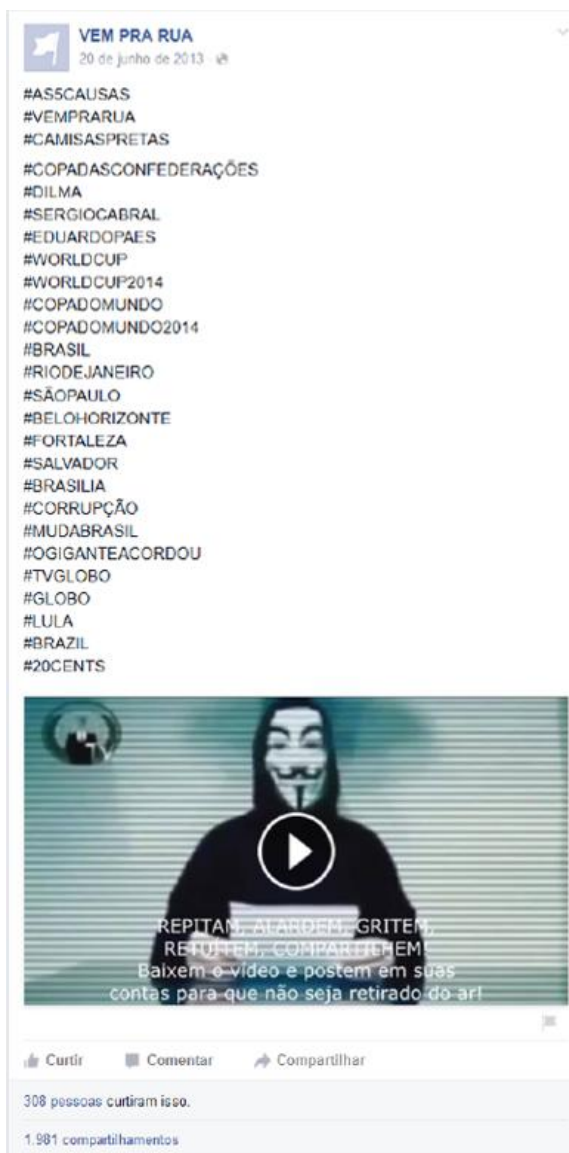 VEM PRA RUA
20 de junho de 2013
#AS5CAUSAS
#VEMPRARUA
#CAMISASPRETAS
#COPADASCONFEDERAÇÕES
#DILMA
#SERGIOCABRAL
#EDUARDOPAES
#WORLDCUP
#WORLDCUP2014
#COPADOMUNDO
#COPADOMUNDO2014
#BRASIL
#RIODEJANEIRO
#SÃOPAULO
#BELOHORIZONTE
#FORTALEZA
#SALVADOR
#BRASILIA
#CORRUPÇÃO
#MUDABRASIL
#OGIGANTEACORDOU
#TVGLOBO
#GLOBO
#LULA
#BRAZIL
#20CENTS
TV
REPITAM, ALARDEM, GRITEM,
RETUÍTEM, COMPARTILHEM!
Baixem o vídeo e postem em suas
contas para que não seja retirado do ar!
Curtir Comentar Compartilhar
308 pessoas curtiram isso.
1.981 compartilhamentos